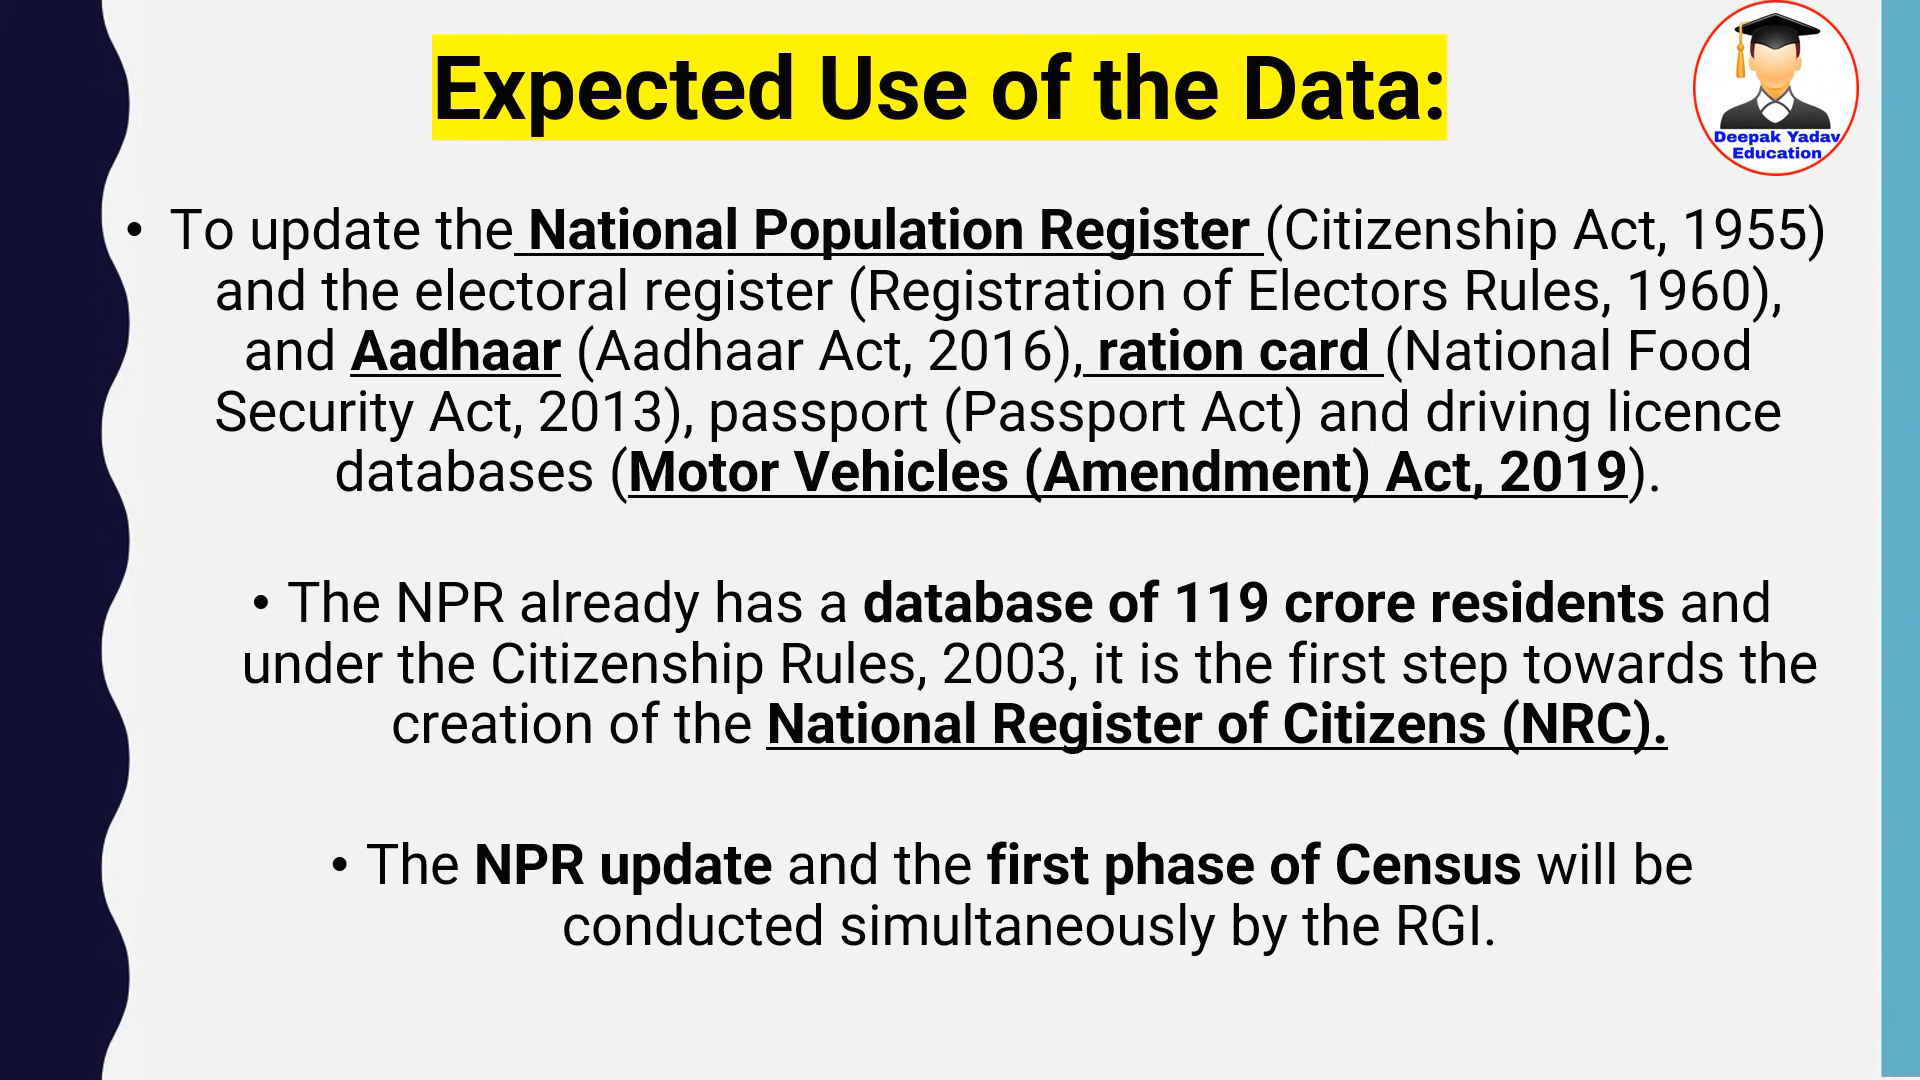 Expected Use of the Data:
Deepak Yadav
Education
• To update the National Population Register (Citizenship Act, 1955)
and the electoral register (Registration of Electors Rules, 1960),
and Aadhaar (Aadhaar Act, 2016), ration card (National Food
Security Act, 2013), passport (Passport Act) and driving licence
databases (Motor Vehicles (Amendment) Act, 2019).
• The NPR already has a database of 119 crore residents and
under the Citizenship Rules, 2003, it is the first step towards the
creation of the National Register of Citizens (NRC).
• The NPR update and the first phase of Census will be
conducted simultaneously by the RGI.